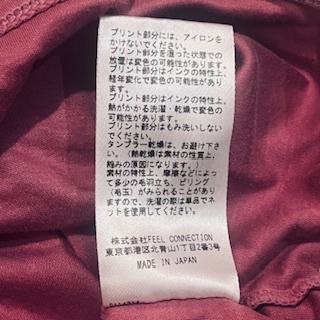 プリント部分には、アイロンを
かけないでください。
プリント部分を湿った状態での
放置は変色の可能性があります。
プリント部分はインクの特性上、
経年変化で変色の可能性が
あります。
プリント部分はインクの特性上、
熱がかかる洗濯・乾燥で変色
の可能性があります。
プリント部分はもみ洗いしない
でください。
タンブラー乾燥は、お避け下さ
い。(熱乾燥は素材の性質上、
縮みの原因になります。)
素材の特性上、摩擦などによっ
て多少の毛羽立ち、ピリング
(毛玉)がみられることがあり
ますので、洗濯の際は単品でネ
ットを使用してください。
株式会社FEEL CONNECTION
東京都港区北青山1丁目2番3号
MADE IN JAPAN